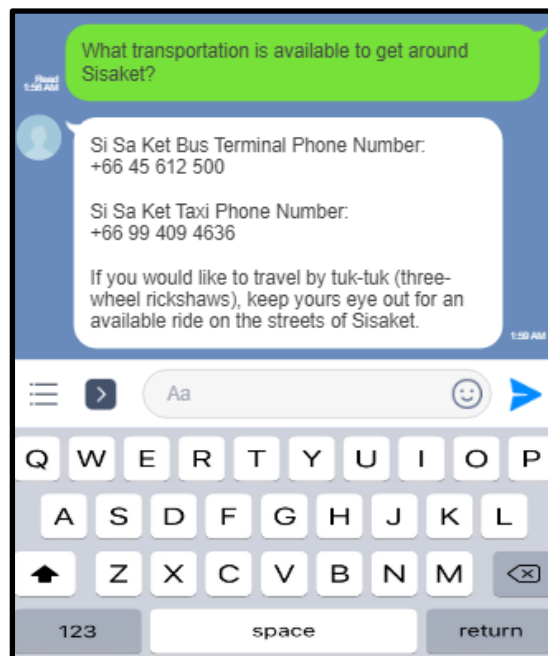 What transportation is available to get around
Sisaket?
Read
1:58 AM
Si Sa Ket Bus Terminal Phone Number:
+66 45 612 500
Si Sa Ket Taxi Phone Number:
+66 99 409 4636
If you would like to travel by tuk-tuk (three-
wheel rickshaws), keep yours eye out for an
available ride on the streets of Sisaket.
1:59 AM
Aa
Q W E R T Y U I O P
A S D F G H J K L
Z X C V B N M
123 space return